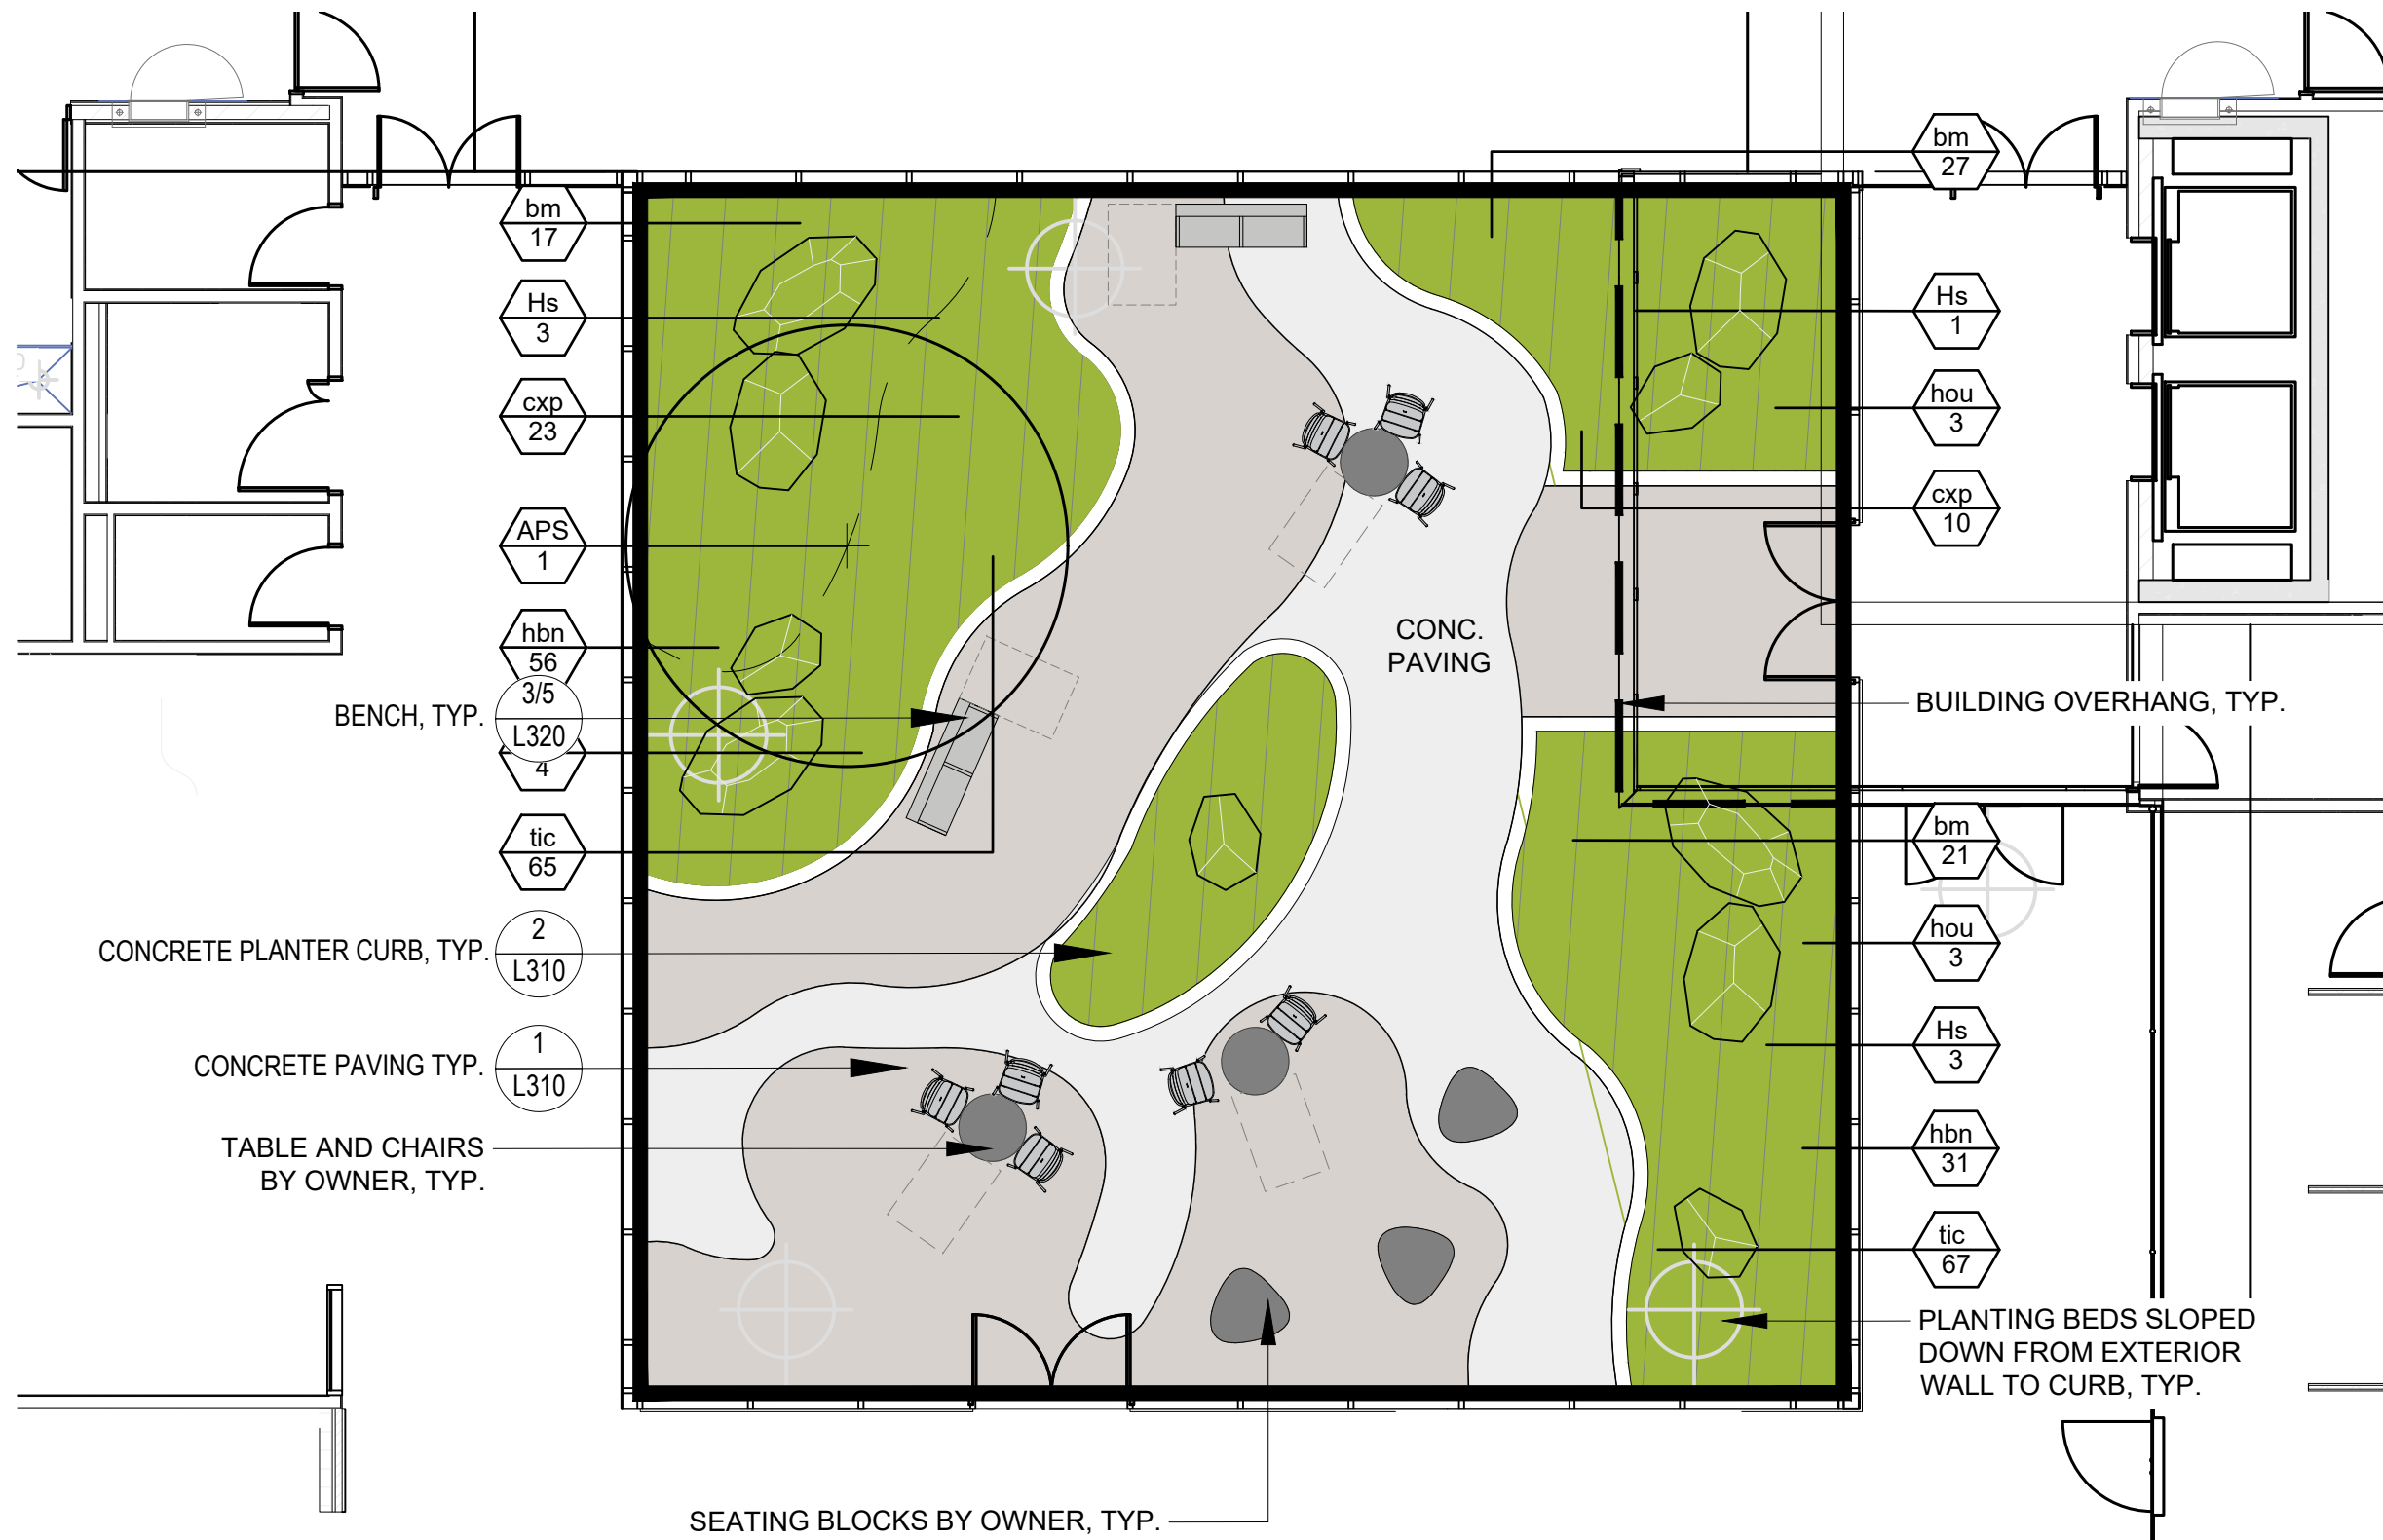 bm
17
Hs
3
cxp
23
APS
1
hbn
56
BENCH, TYP.
3/5
L320
4
tic
65
CONCRETE PLANTER CURB, TYP.
2
L310
CONCRETE PAVING TYP.
1
L310
TABLE AND CHAIRS
BY OWNER, TYP.
SEATING BLOCKS BY OWNER, TYP.
CONC.
PAVING
bm
27
Hs
1
hou
3
cxp
10
BUILDING OVERHANG, TYP.
bm
21
hou
3
Hs
3
hbn
31
tic
67
PLANTING BEDS SLOPED
DOWN FROM EXTERIOR
WALL TO CURB, TYP.